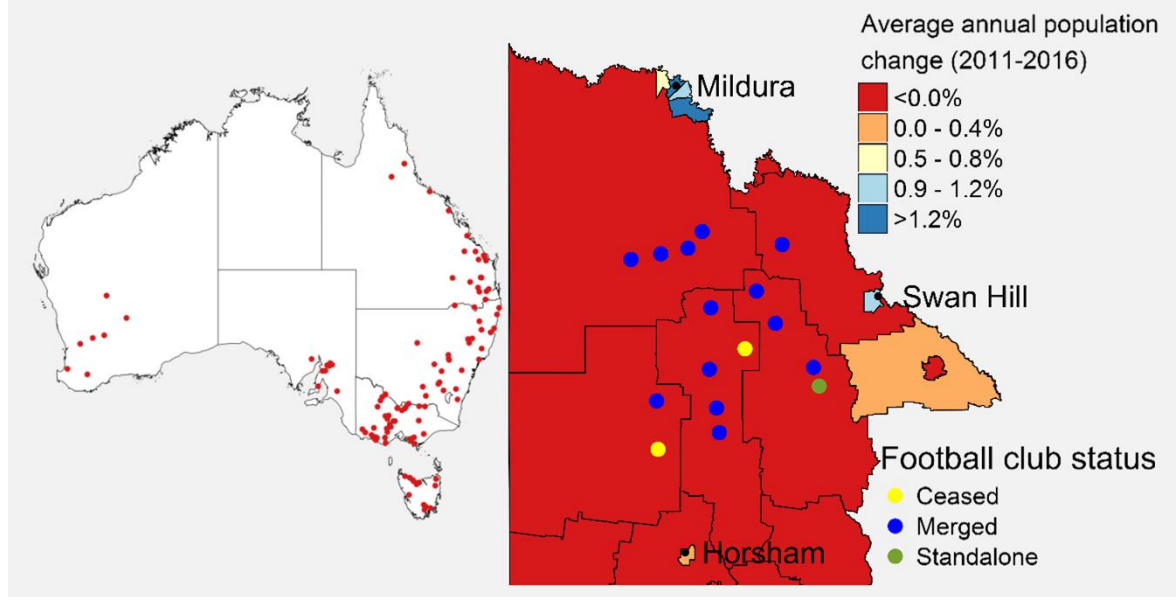 Average annual population
change (2011-2016)
<0.0%
0.0 - 0.4%
0.5 - 0.8%
0.9 - 1.2%
>1.2%
Mildura
Swan Hill
Horsham
Football club status
Ceased
Merged
Standalone